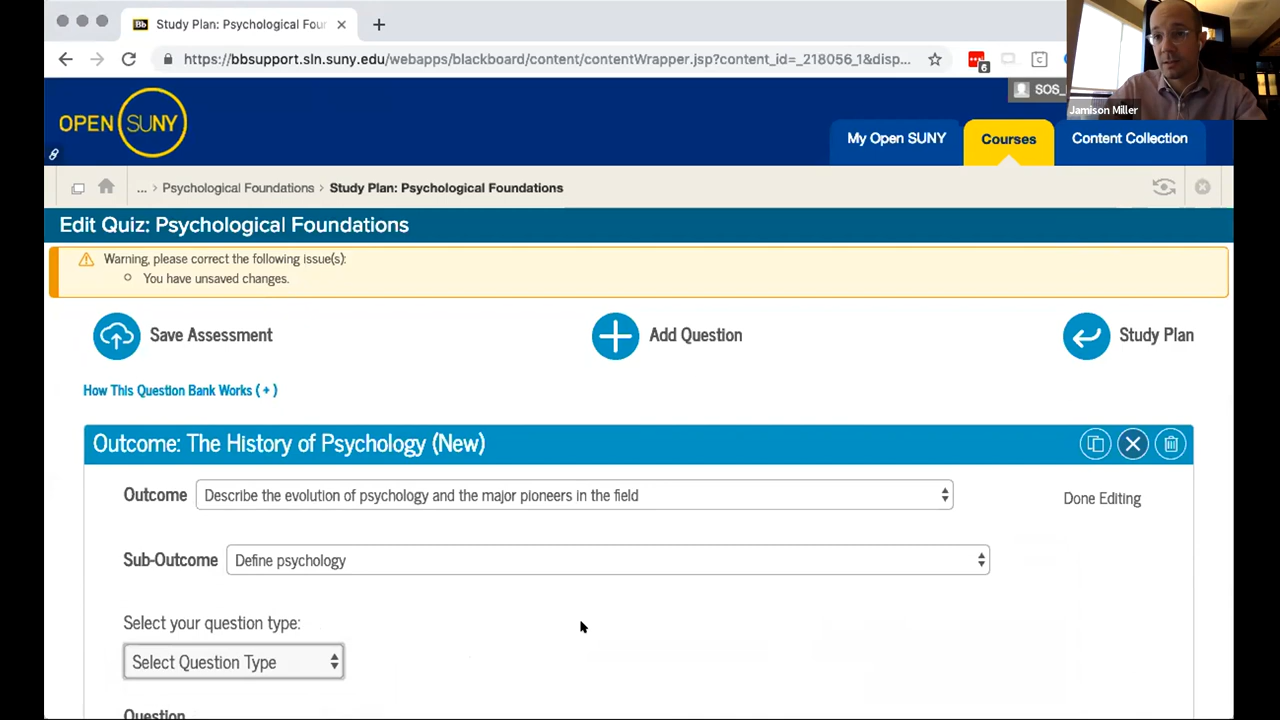 Bb Study Plan: Psychological Four
https://bbsupport.sln.suny.edu/webapps/blackboard/content/contentWrapper.jsp?content_id=_218056_1&disp...
6
C
SOS_
Jamison Miller
OPEN SUNY
My Open SUNY
Courses
Content Collection
... › Psychological Foundations › Study Plan: Psychological Foundations
Edit Quiz: Psychological Foundations
Warning, please correct the following issue(s):
You have unsaved changes.
Save Assessment
Add Question
Study Plan
How This Question Bank Works ( + )
Outcome: The History of Psychology (New)
Outcome Describe the evolution of psychology and the major pioneers in the field
Done Editing
Sub-Outcome Define psychology
Select your question type:
Select Question Type
Question